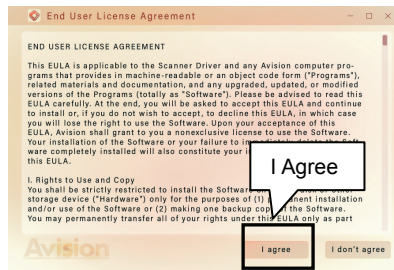 End User License Agreement
END USER LICENSE AGREEMENT
This EULA is applicable to the Scanner Driver and any Avision computer pro-
grams that provides in machine-readable or an object code form ("Programs"),
related materials and documentation, and any upgraded, updated, or modified
versions of the Programs (totally as "Software"). Please be advised to read this
EULA carefully. At the end, you will be asked to accept this EULA and continue
to install or, if you do not wish to accept, to decline this EULA, in which case
you will lose the right to use the Software. Upon your acceptance of this
EULA, Avision shall grant to you a nonexclusive license to use the Software.
Your installation of the Software or your failure to
ware completely installed will also constitute your
this EULA.
I Agree
I. Rights to Use and Copy
You shall be strictly restricted to install the Software
storage device ("Hardware") only for the purposes of (1) installation
and/or use of the Software or (2) making one backup copy of the Software.
You may permanently transfer all of your rights under this EULA only as part
Avision
I agree
I don't agree